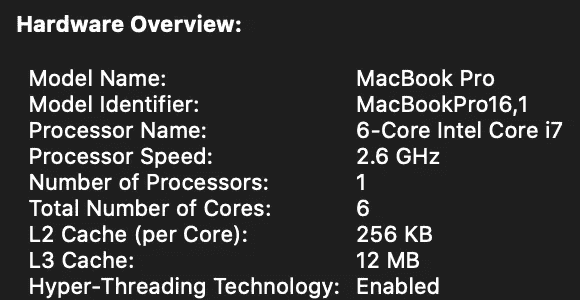 Hardware Overview:
Model Name: MacBook Pro
Model Identifier: MacBookPro16,1
Processor Name: 6-Core Intel Core i7
Processor Speed: 2.6 GHz
Number of Processors: 1
Total Number of Cores: 6
L2 Cache (per Core): 256 KB
L3 Cache: 12 MB
Hyper-Threading Technology: Enabled